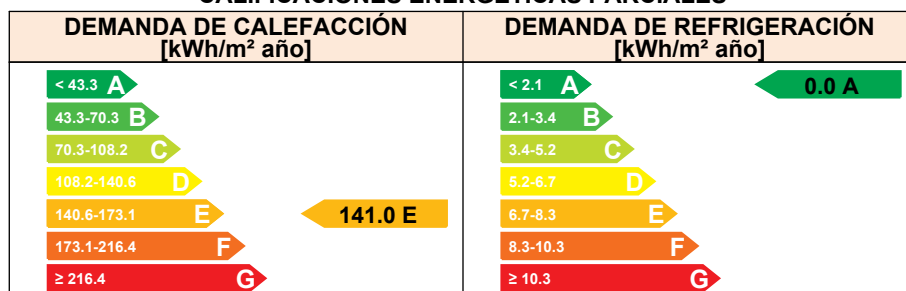 CALIFICACIONES ENERGÉTICAS PARCIALES
DEMANDA DE CALEFACCIÓN
[kWh/m² año]
DEMANDA DE REFRIGERACIÓN
[kWh/m² año]
< 43.3 A
43.3-70.3 B
70.3-108.2 C
108.2-140.6 D
140.6-173.1 E
141.0 E
173.1-216.4 F
≥ 216.4 G
< 2.1 A
0.0 A
2.1-3.4 B
3.4-5.2 C
5.2-6.7 D
6.7-8.3 E
8.3-10.3 F
≥ 10.3 G